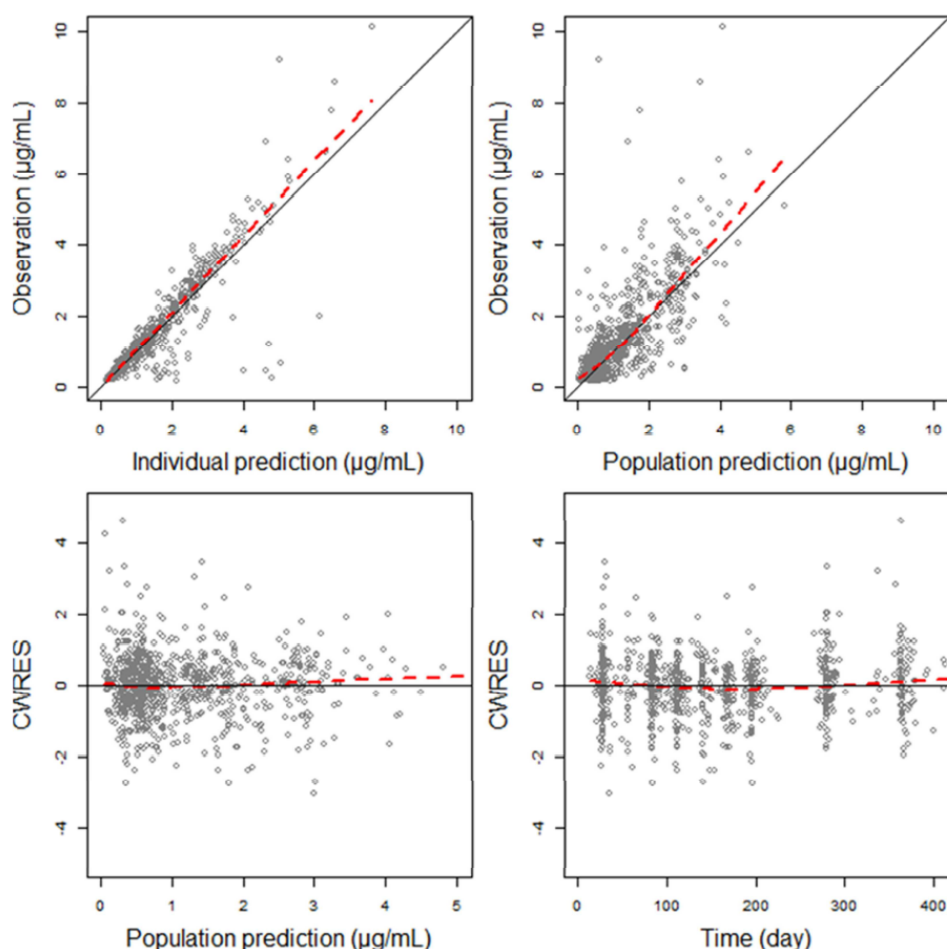 Observation (µg/mL)
10
8
6
4
2
0
0 2 4 6 8 10
Individual prediction (µg/mL)
Observation (µg/mL)
10
8
6
4
2
0
0 2 4 6 8 10
Population prediction (µg/mL)
CWRES
4
2
0
2
-4
0 1 2 3 4 5
Population prediction (µg/mL)
CWRES
4
2
0
2
-4
0 100 200 300 400
Time (day)